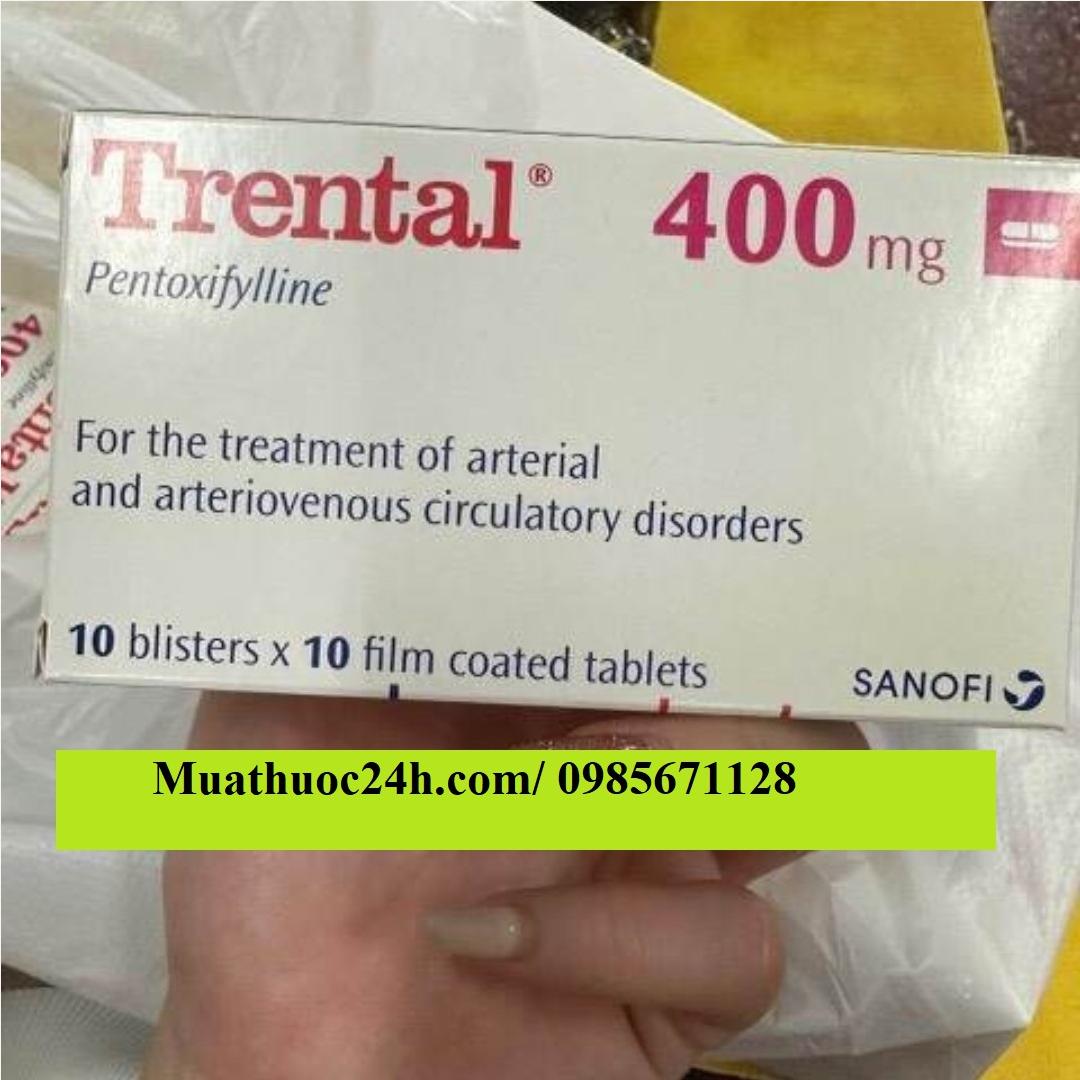 Trental® 400 mg
Pentoxifylline
For the treatment of arterial
and arteriovenous circulatory disorders
10 blisters x 10 film coated tablets
SANOFI
Muathuoc24h.com/ 0985671128